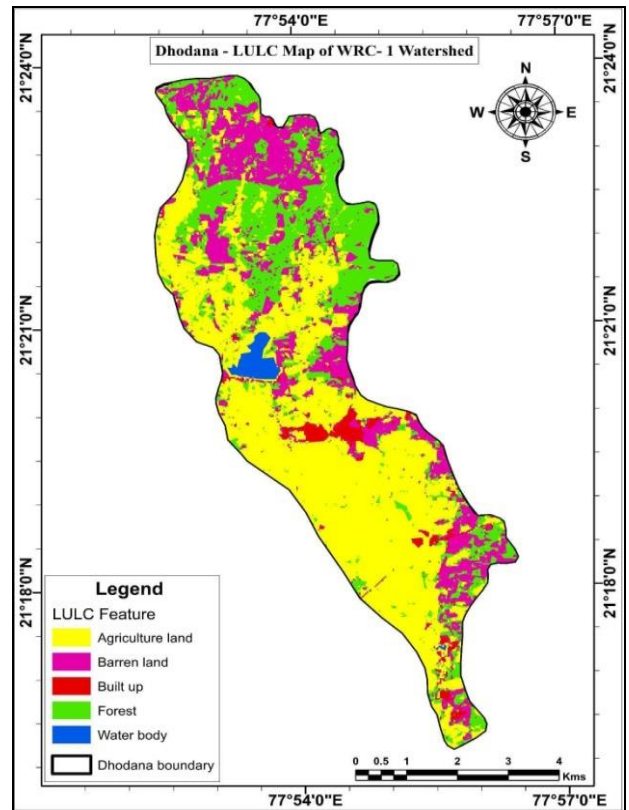 77°54'0"E 77°57'0"E
Dhodana - LULC Map of WRC- 1 Watershed
21°24'0"N 21°24'0"N
N
W E
S
21°21'0"N 21°21'0"N
21°18'0"N 21°18'0"N
Legend
LULC Feature
Agriculture land
Barren land
Built up
Forest
Water body
Dhodana boundary
0 0.5 1 2 3 4
Kms
77°54'0"E 77°57'0"E